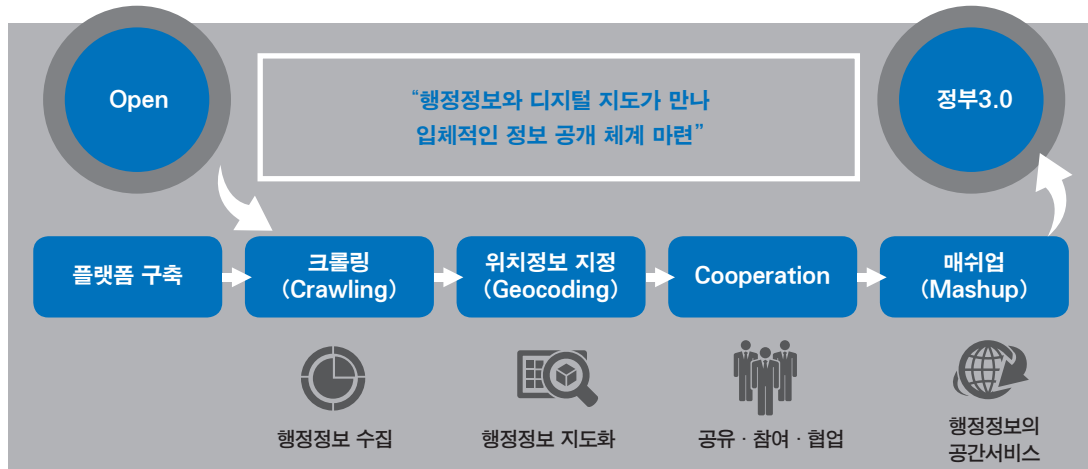 Open
“행정정보와 디지털 지도가 만나
입체적인 정보 공개 체계 마련”
정부3.0
플랫폼 구축
크롤링
(Crawling)
위치정보 지정
(Geocoding)
Cooperation
매쉬업
(Mashup)
행정정보 수집
행정정보 지도화
공유 · 참여 · 협업
행정정보의
공간서비스